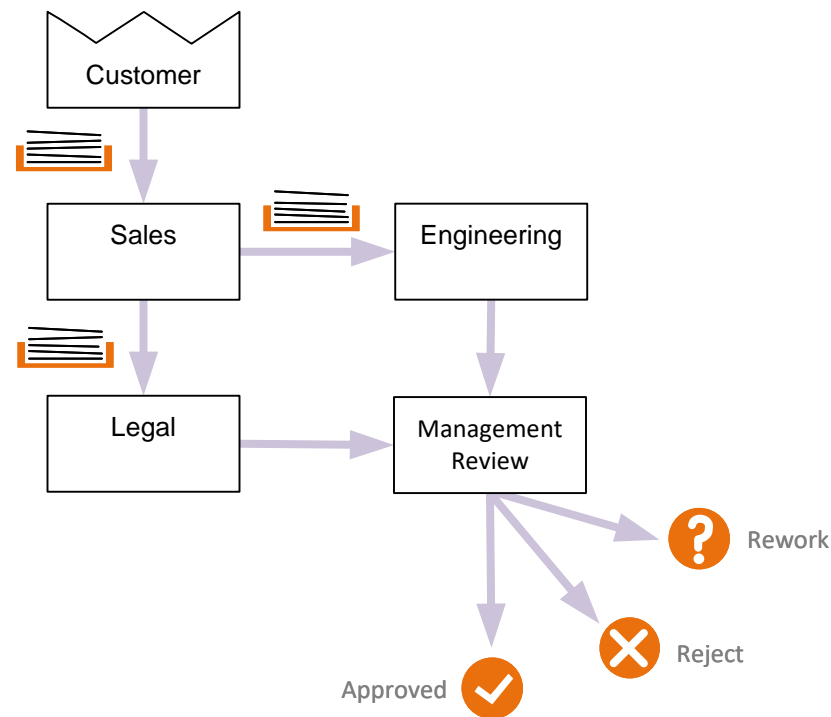 Customer
Sales
Engineering
Legal
Management
Review
Rework
Reject
Approved